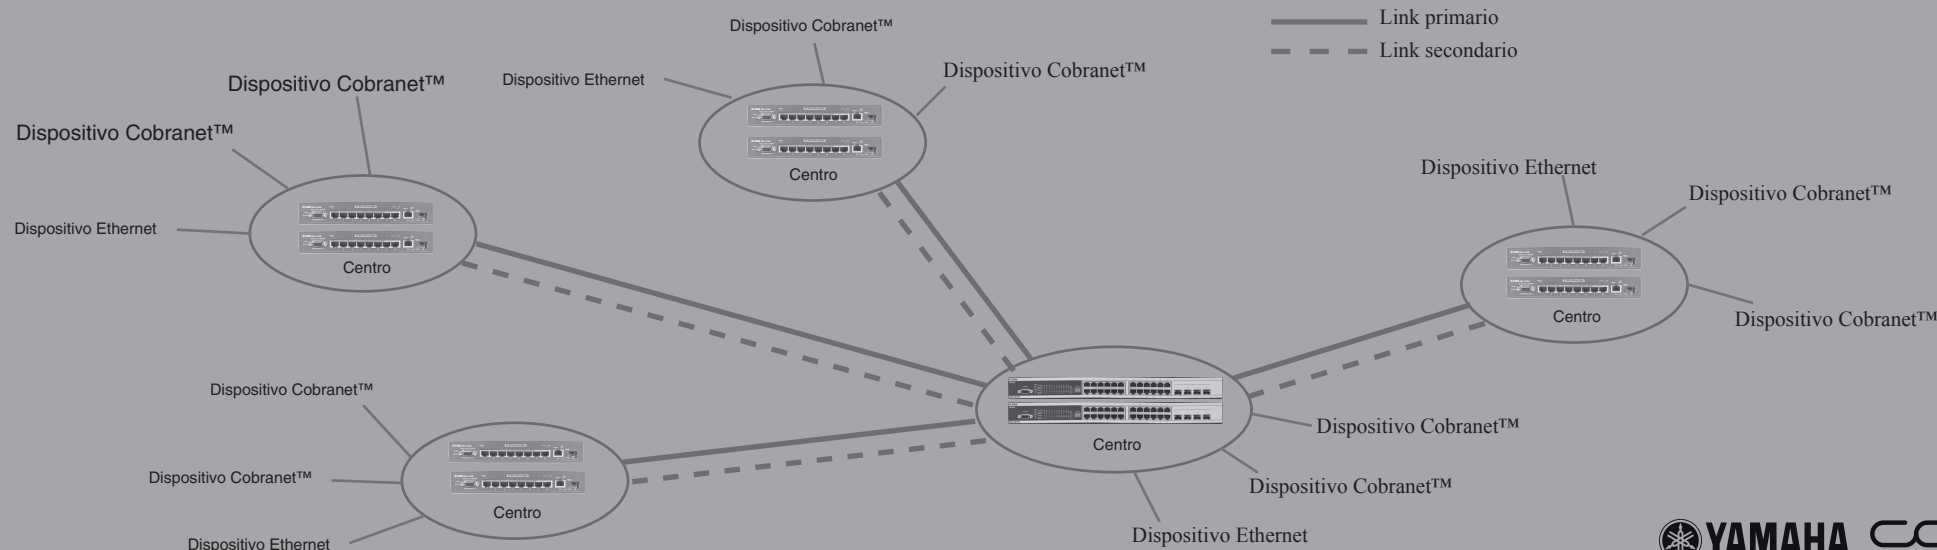 Link primario
Link secondario
Dispositivo Cobranet™
Dispositivo Ethernet
Dispositivo Cobranet™
Centro
Dispositivo Cobranet™
Dispositivo Cobranet™
Dispositivo Ethernet
Centro
Dispositivo Ethernet
Dispositivo Cobranet™
Dispositivo Cobranet™
Centro
Dispositivo Cobranet™
Dispositivo Cobranet™
Dispositivo Ethernet
Centro
Centro
Dispositivo Cobranet™
Dispositivo Cobranet™
Dispositivo Ethernet
YAMAHA